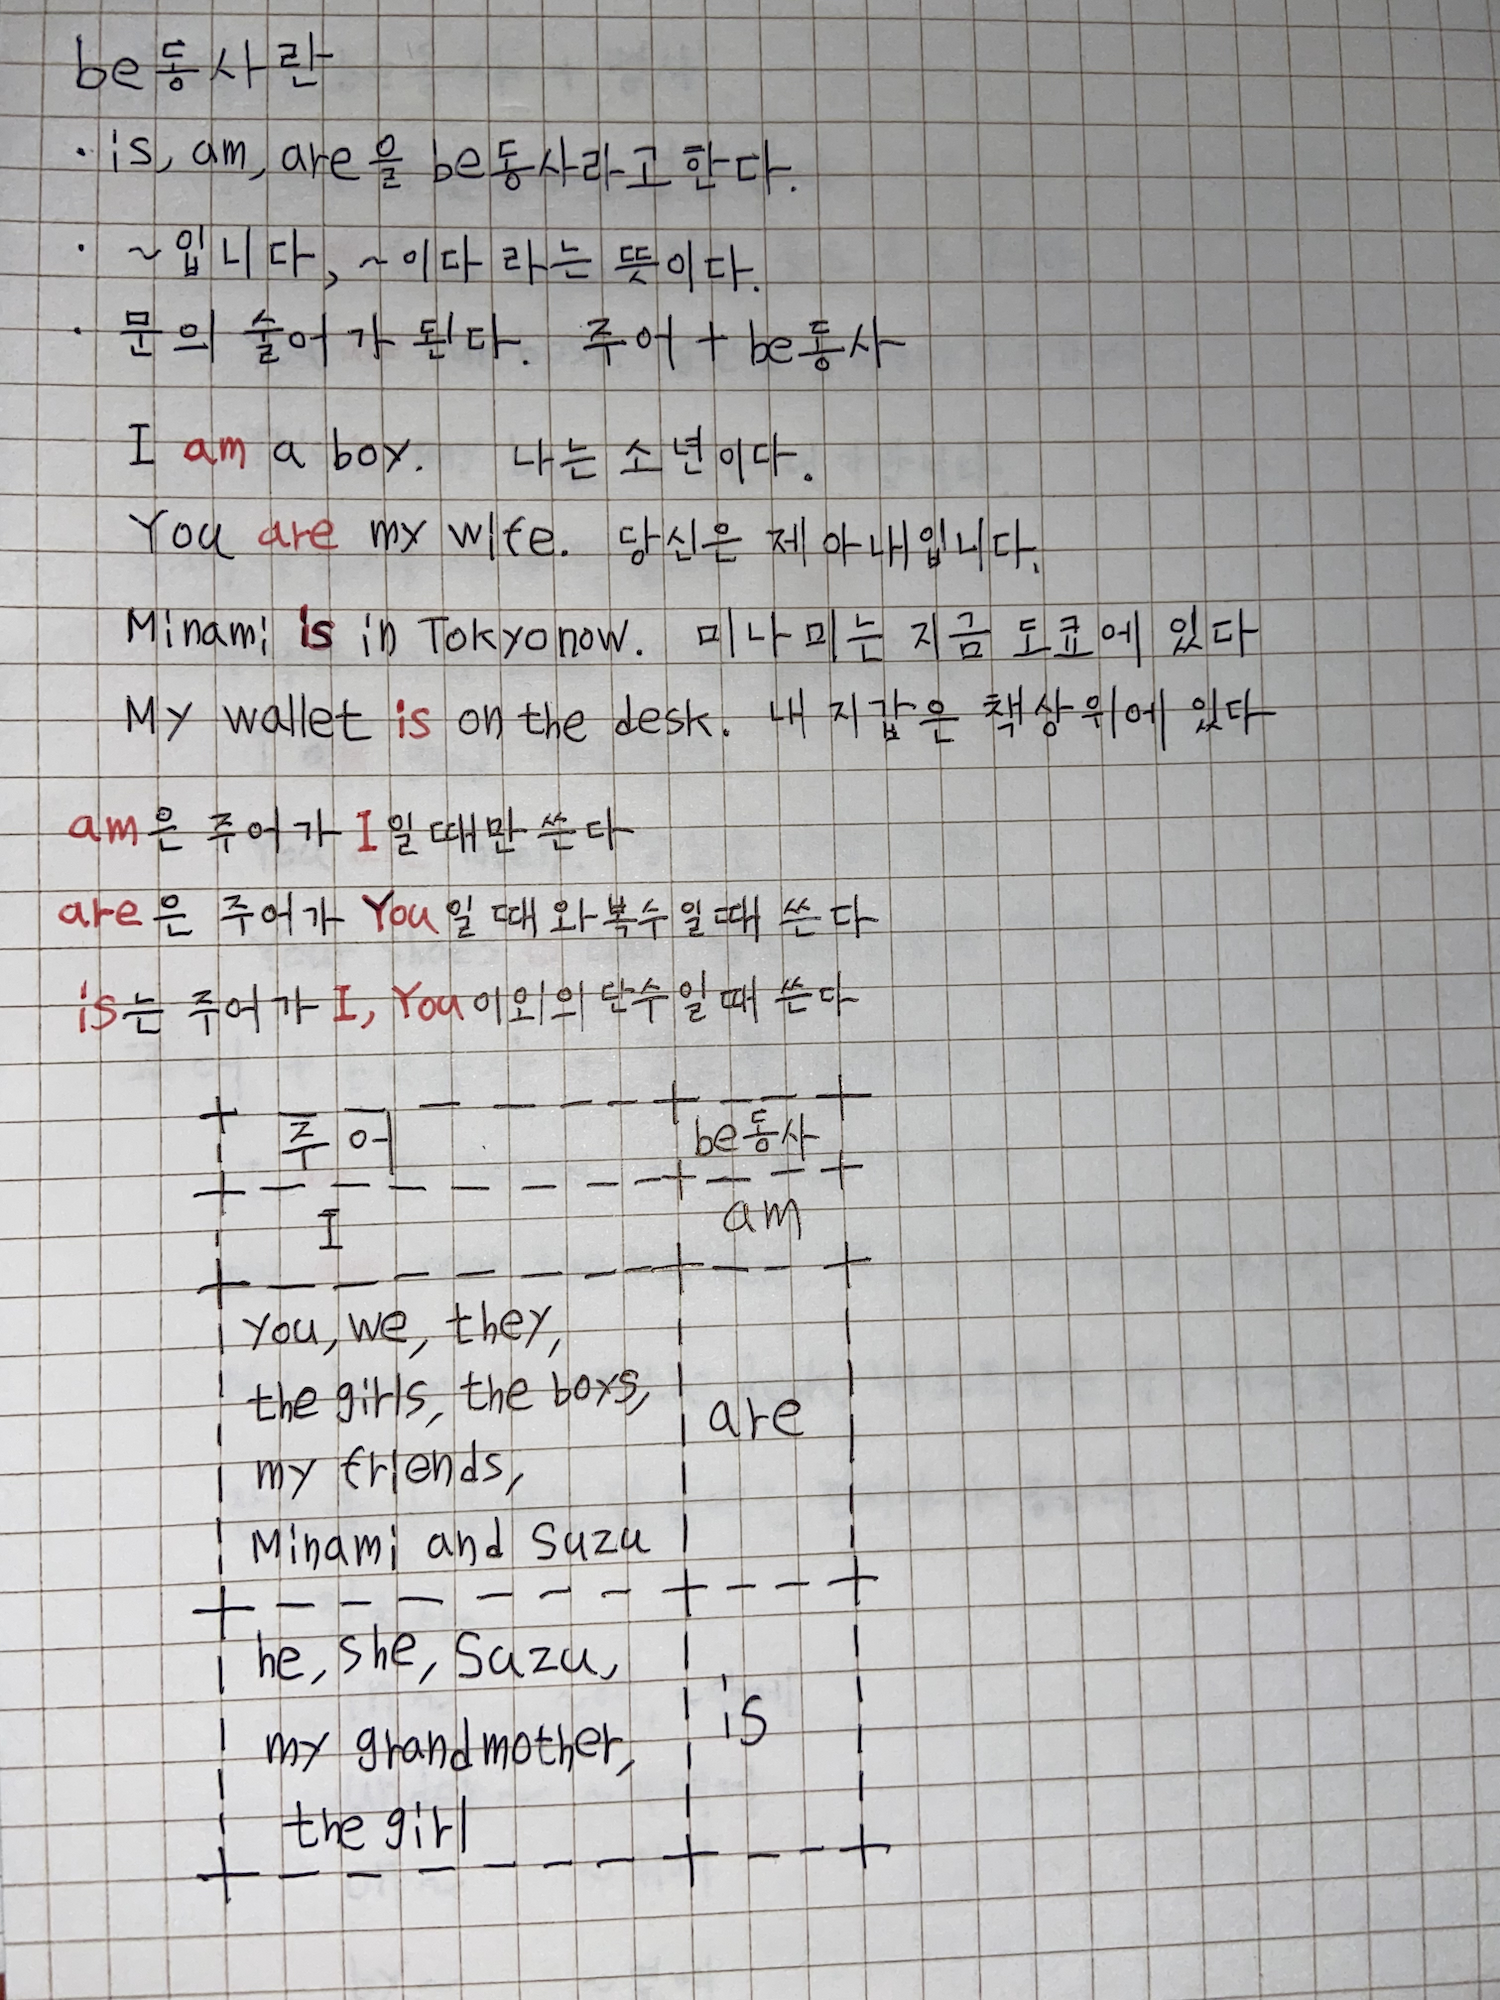 be동사란
· is, am, are을 be동사라고 한다.
· ~입니다, ~이다 라는 뜻이다.
· 문의 술어가 된다. 주어 + be동사
I am a boy. 나는 소년이다.
You are my wife. 당신은 제 아내입니다.
Minami is in Tokyo now. 미나미는 지금 도쿄에 있다
My wallet is on the desk. 내 지갑은 책상위에 있다
am은 주어가 I일 때만 쓴다
are은 주어가 You일 때와 복수일때 쓴다
is는 주어가 I, You이외의 단수일때 쓴다
주어 be동사
I am
You, we, they,
the girls, the boys,
are
my friends,
Minami and Suzu
he, she, Suzu,
is
my grandmother,
the girl